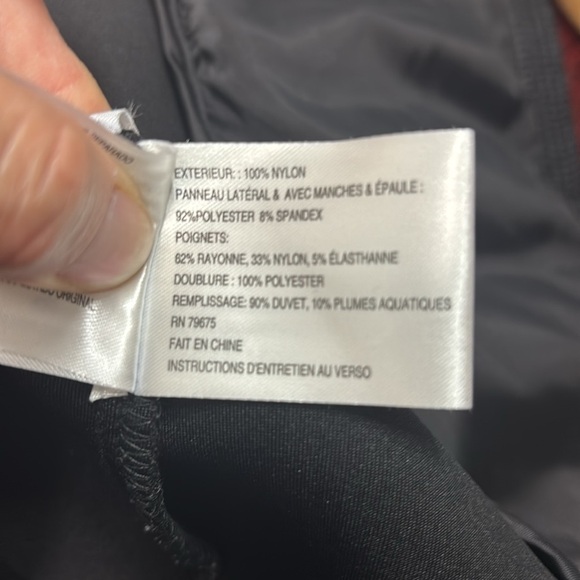 EXTERIEUR: : 100% NYLON
PANNEAU LATÉRAL & AVEC MANCHES & ÉPAULE :
92%POLYESTER 8% SPANDEX
POIGNETS:
62% RAYONNE, 33% NYLON, 5% ÉLASTHANNE
DOUBLURE : 100% POLYESTER
REMPLISSAGE: 90% DUVET, 10% PLUMES AQUATIQUES
RN 79675
FAIT EN CHINE
INSTRUCTIONS D'ENTRETIEN AU VERSO